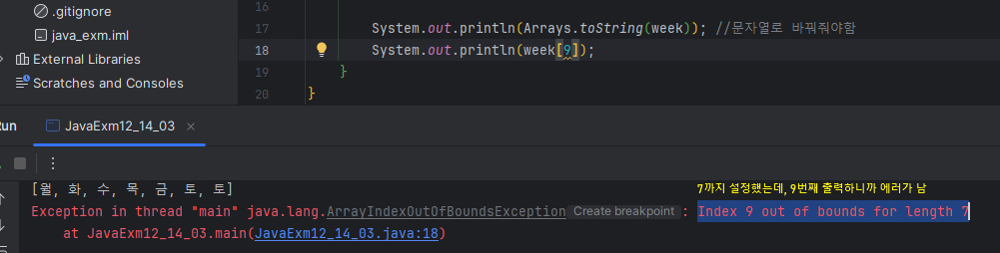 16
.gitignore
17 System.out.println(Arrays.toString(week)); //문자열로 바꿔줘야함
java_exm.iml
18 System.out.println(week[9]);
External Libraries
19 }
Scratches and Consoles
20 }
Run JavaExm12_14_03 ×
[월, 화, 수, 목, 금, 토, 토]
7까지 설정했는데, 9번째 출력하니까 에러가 남
Exception in thread "main" java.lang.ArrayIndexOutOfBoundsException Create breakpoint : Index 9 out of bounds for length 7
at JavaExm12_14_03.main(JavaExm12_14_03.java:18)